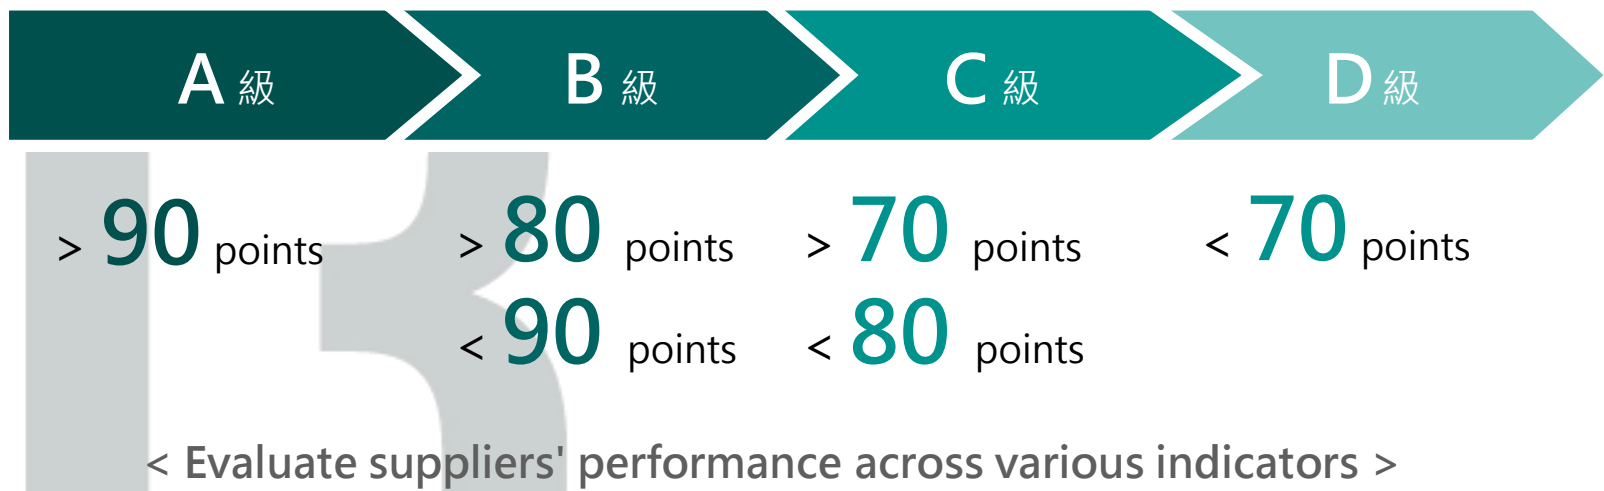 A 級 B 級 C 級 D 級
> 90 points > 80 points > 70 points < 70 points
< 90 points < 80 points
< Evaluate suppliers' performance across various indicators >